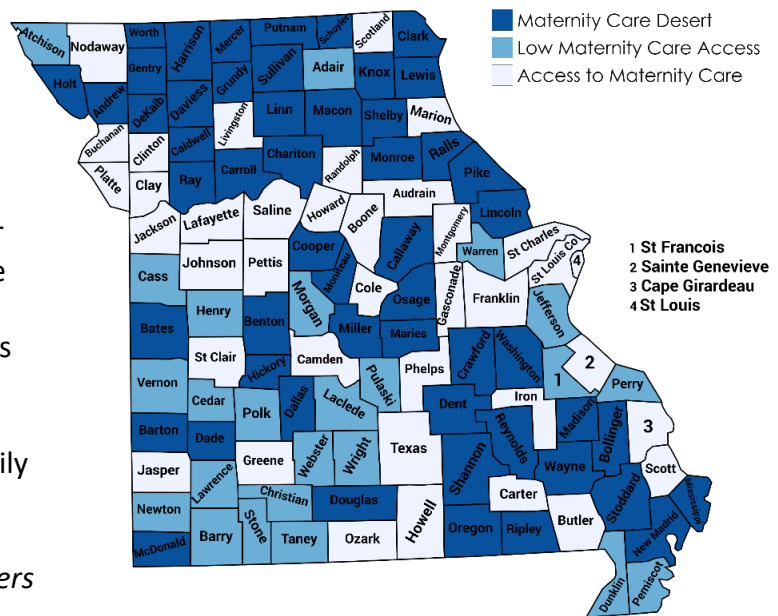 Maternity Care Desert
Low Maternity Care Access
Access to Maternity Care
1 St Francois
2 Sainte Genevieve
3 Cape Girardeau
4 St Louis
Atchison
Nodaway
Worth
Harrison
Mercer
Putnam
Schuyler
Scotland
Clark
Holt
Gentry
Grundy
Sullivan
Adair
Knox
Lewis
Andrew
DeKalb
Daviess
Livingston
Linn
Macon
Shelby
Marion
Buchanan
Clinton
Caldwell
Chariton
Randolph
Monroe
Ralls
Platte
Clay
Ray
Carroll
Pike
Audrain
Jackson
Lafayette
Saline
Howard
Boone
Callaway
Montgomery
Lincoln
Warren
St Charles
St Louis Co
4
Cass
Johnson
Pettis
Cooper
Moniteau
Cole
Osage
Gasconade
Franklin
Jefferson
Henry
Benton
Morgan
Miller
Maries
Bates
St Clair
Camden
Phelps
Crawford
Washington
1
2
Perry
Vernon
Hickory
Pulaski
Cedar
Polk
Dallas
Laclede
Dent
Iron
Madison
Bollinger
3
Barton
Dade
Greene
Webster
Wright
Texas
Shannon
Reynolds
Wayne
Scott
Jasper
Lawrence
Christian
Douglas
Howell
Carter
Butler
Stoddard
Mississippi
Newton
Barry
Stone
Taney
Ozark
Oregon
Ripley
New Madrid
McDonald
Dunklin
Pemiscot
e
s
ily
ers